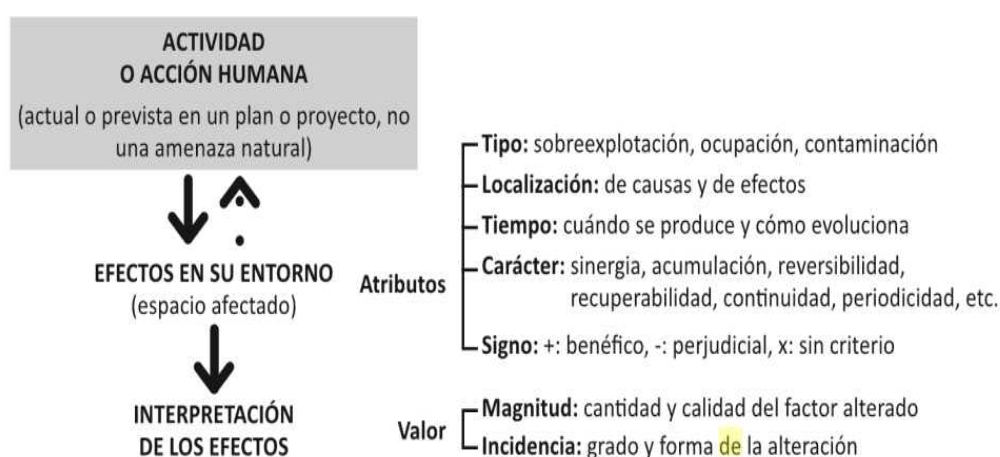 ACTIVIDAD
O ACCIÓN HUMANA
(actual o prevista en un plan o proyecto, no
una amenaza natural)
EFECTOS EN SU ENTORNO
(espacio afectado)
INTERPRETACIÓN
DE LOS EFECTOS
Atributos
Tipo: sobreexplotación, ocupación, contaminación
Localización: de causas y de efectos
Tiempo: cuándo se produce y cómo evoluciona
Carácter: sinergia, acumulación, reversibilidad,
recuperabilidad, continuidad, periodicidad, etc.
Signo: +: benéfico, -: perjudicial, x: sin criterio
Valor
Magnitud: cantidad y calidad del factor alterado
Incidencia: grado y forma de la alteración